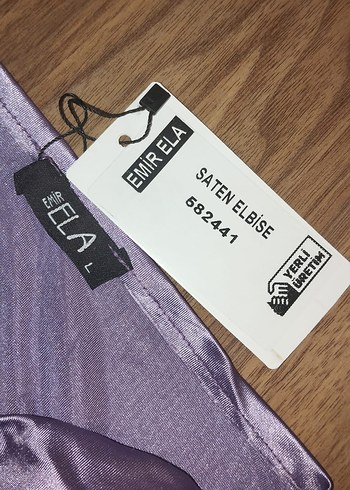 EMİR ELA
SATEN ELBİSE
682441
YERLİ
ÜRETİM
EMİR
ELA
L